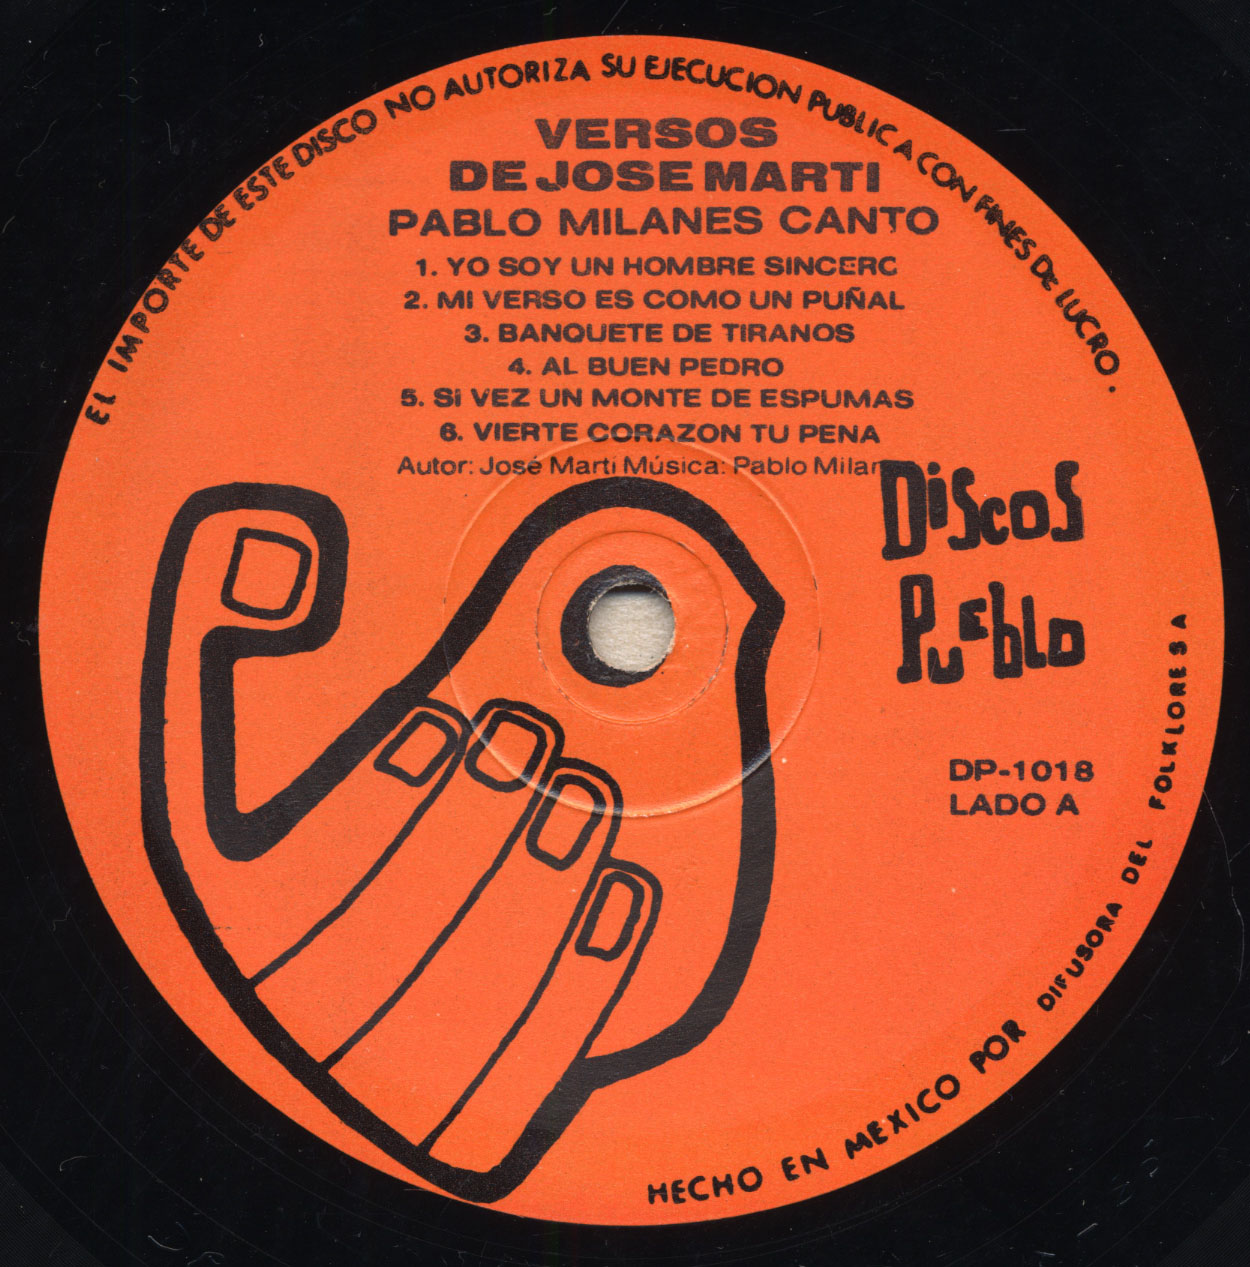 EL IMPORTE DE ESTE DISCO NO AUTORIZA SU EJECUCION PUBLICA CON FINES DE LUCRO.
VERSOS
DE JOSE MARTI
PABLO MILANES CANTO
1. YO SOY UN HOMBRE SINCERO
2. MI VERSO ES COMO UN PUÑAL
3. BANQUETE DE TIRANOS
4. AL BUEN PEDRO
5. SI VEZ UN MONTE DE ESPUMAS
6. VIERTE CORAZON TU PENA
Autor: José Martí Música: Pablo Milan
Discos
Pueblo
DP-1018
LADO A
HECHO EN MEXICO POR DIFUSORA DEL FOLKLORE S A